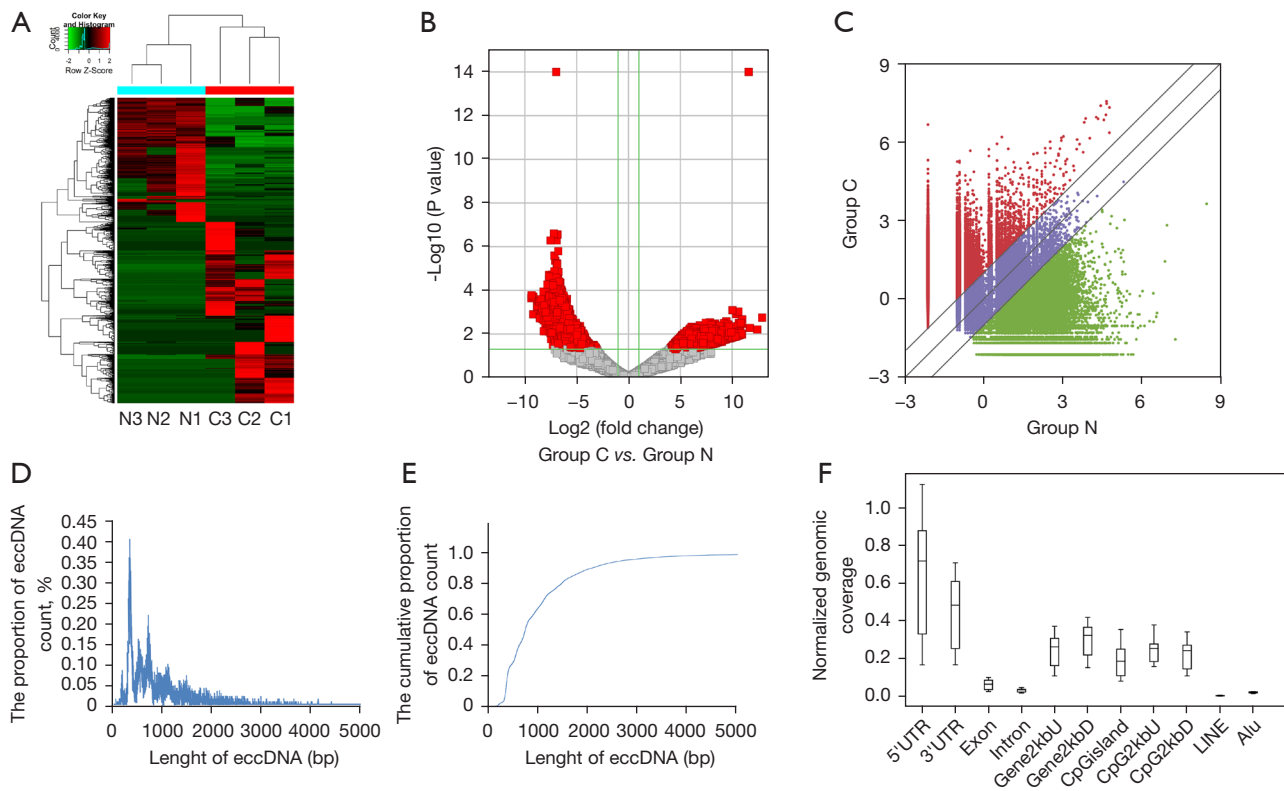 A
Color Key
and Histogram
Count
0 4000
-2 0 1 2
Row Z-Score
N3 N2 N1 C3 C2 C1
B
-Log10 (P value)
14
14
12
10
8
6
4
2
0
−10 −5 0 5 10
Log2 (fold change)
Group C vs. Group N
C
Group C
9
6
3
0
−3
−3 0 3 6 9
Group N
D
The proportion of eccDNA
count, %
0.45
0.40
0.35
0.30
0.25
0.20
0.15
0.10
0.05
0
0 1000 2000 3000 4000 5000
Lenght of eccDNA (bp)
E
The cumulative proportion
of eccDNA count
1.0
0.8
0.6
0.4
0.2
0
0 1000 2000 3000 4000 5000
Lenght of eccDNA (bp)
F
Normalized genomic
coverage
1.0
0.8
0.6
0.4
0.2
0.0
5'UTR
3'UTR
Exon
Intron
Gene2kbU
Gene2kbD
CpGisland
CpG2kbU
CpG2kbD
LINE
Alu